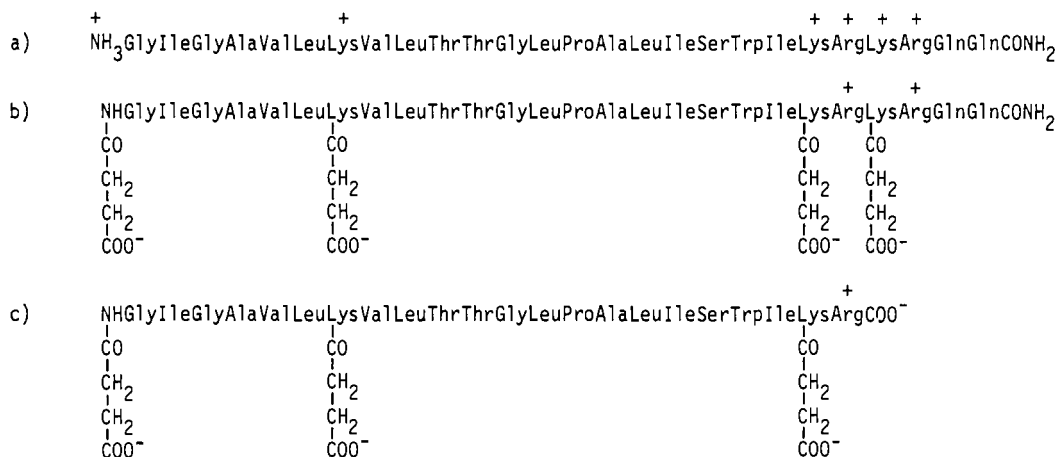 + + + + + +
a) NH3GlyIleGlyAlaValLeuLysValLeuThrThrGlyLeuProAlaLeuIleSerTrpIleLysArgLysArgGlnGlnCONH2
+ +
b) NHGlyIleGlyAlaValLeuLysValLeuThrThrGlyLeuProAlaLeuIleSerTrpIleLysArgLysArgGlnGlnCONH2
CO CO CO CO
CH2 CH2 CH2 CH2
CH2 CH2 CH2 CH2
COO- COO- COO- COO-
+
c) NHGlyIleGlyAlaValLeuLysValLeuThrThrGlyLeuProAlaLeuIleSerTrpIleLysArgCOO-
CO CO CO
CH2 CH2 CH2
CH2 CH2 CH2
COO- COO- COO-